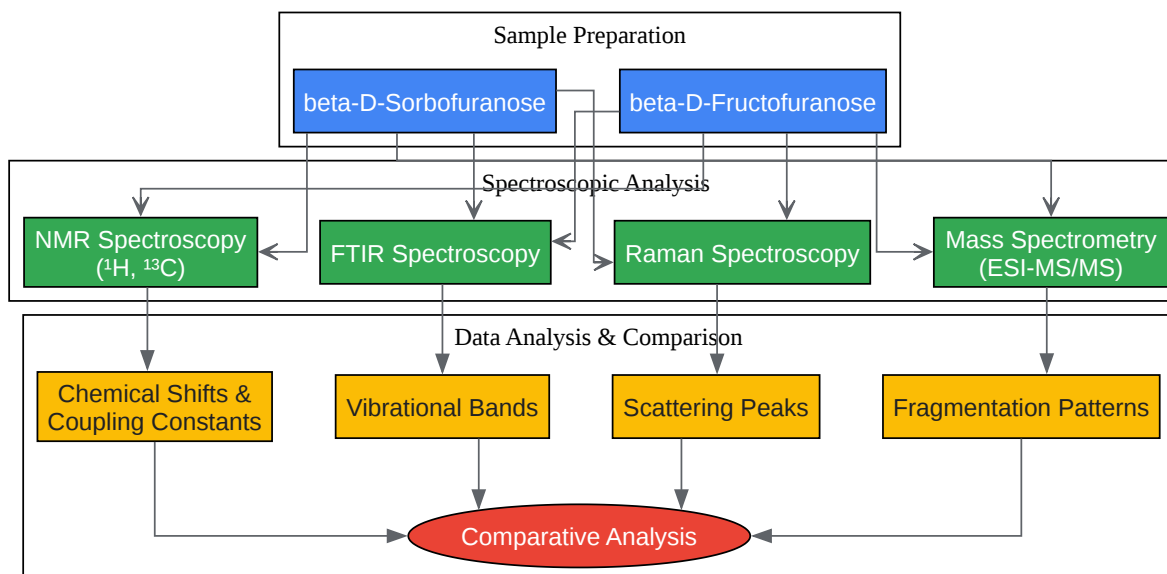 Sample Preparation
beta-D-Sorbofuranose
beta-D-Fructofuranose
Spectroscopic Analysis
NMR Spectroscopy
(¹H, ¹³C)
FTIR Spectroscopy
Raman Spectroscopy
Mass Spectrometry
(ESI-MS/MS)
Data Analysis & Comparison
Chemical Shifts &
Coupling Constants
Vibrational Bands
Scattering Peaks
Fragmentation Patterns
Comparative Analysis